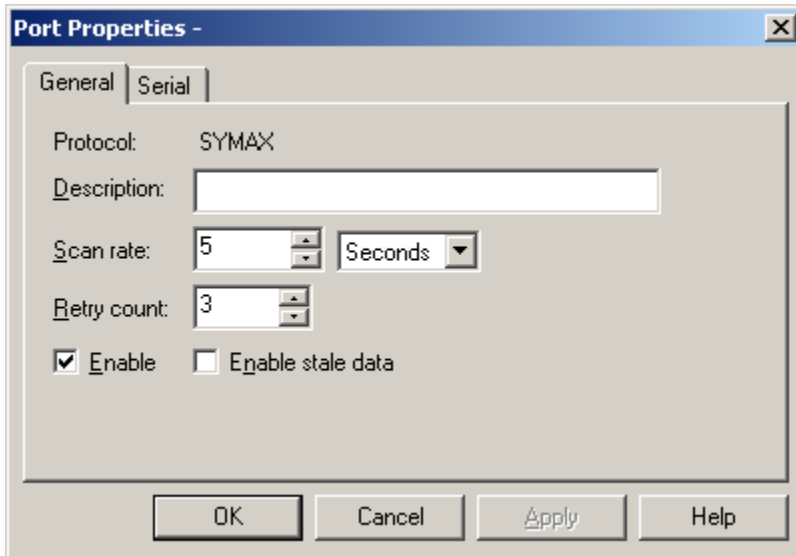 Port Properties -
General Serial
Protocol: SYMAX
Description:
Scan rate: 5 Seconds
Retry count: 3
Enable Enable stale data
OK Cancel Apply Help